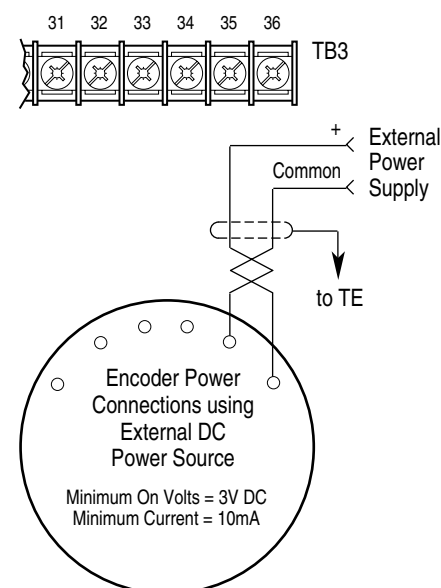 31 32 33 34 35 36
TB3
+
External
Power
Supply
Common
to TE
Encoder Power
Connections using
External DC
Power Source
Minimum On Volts = 3V DC
Minimum Current = 10mA